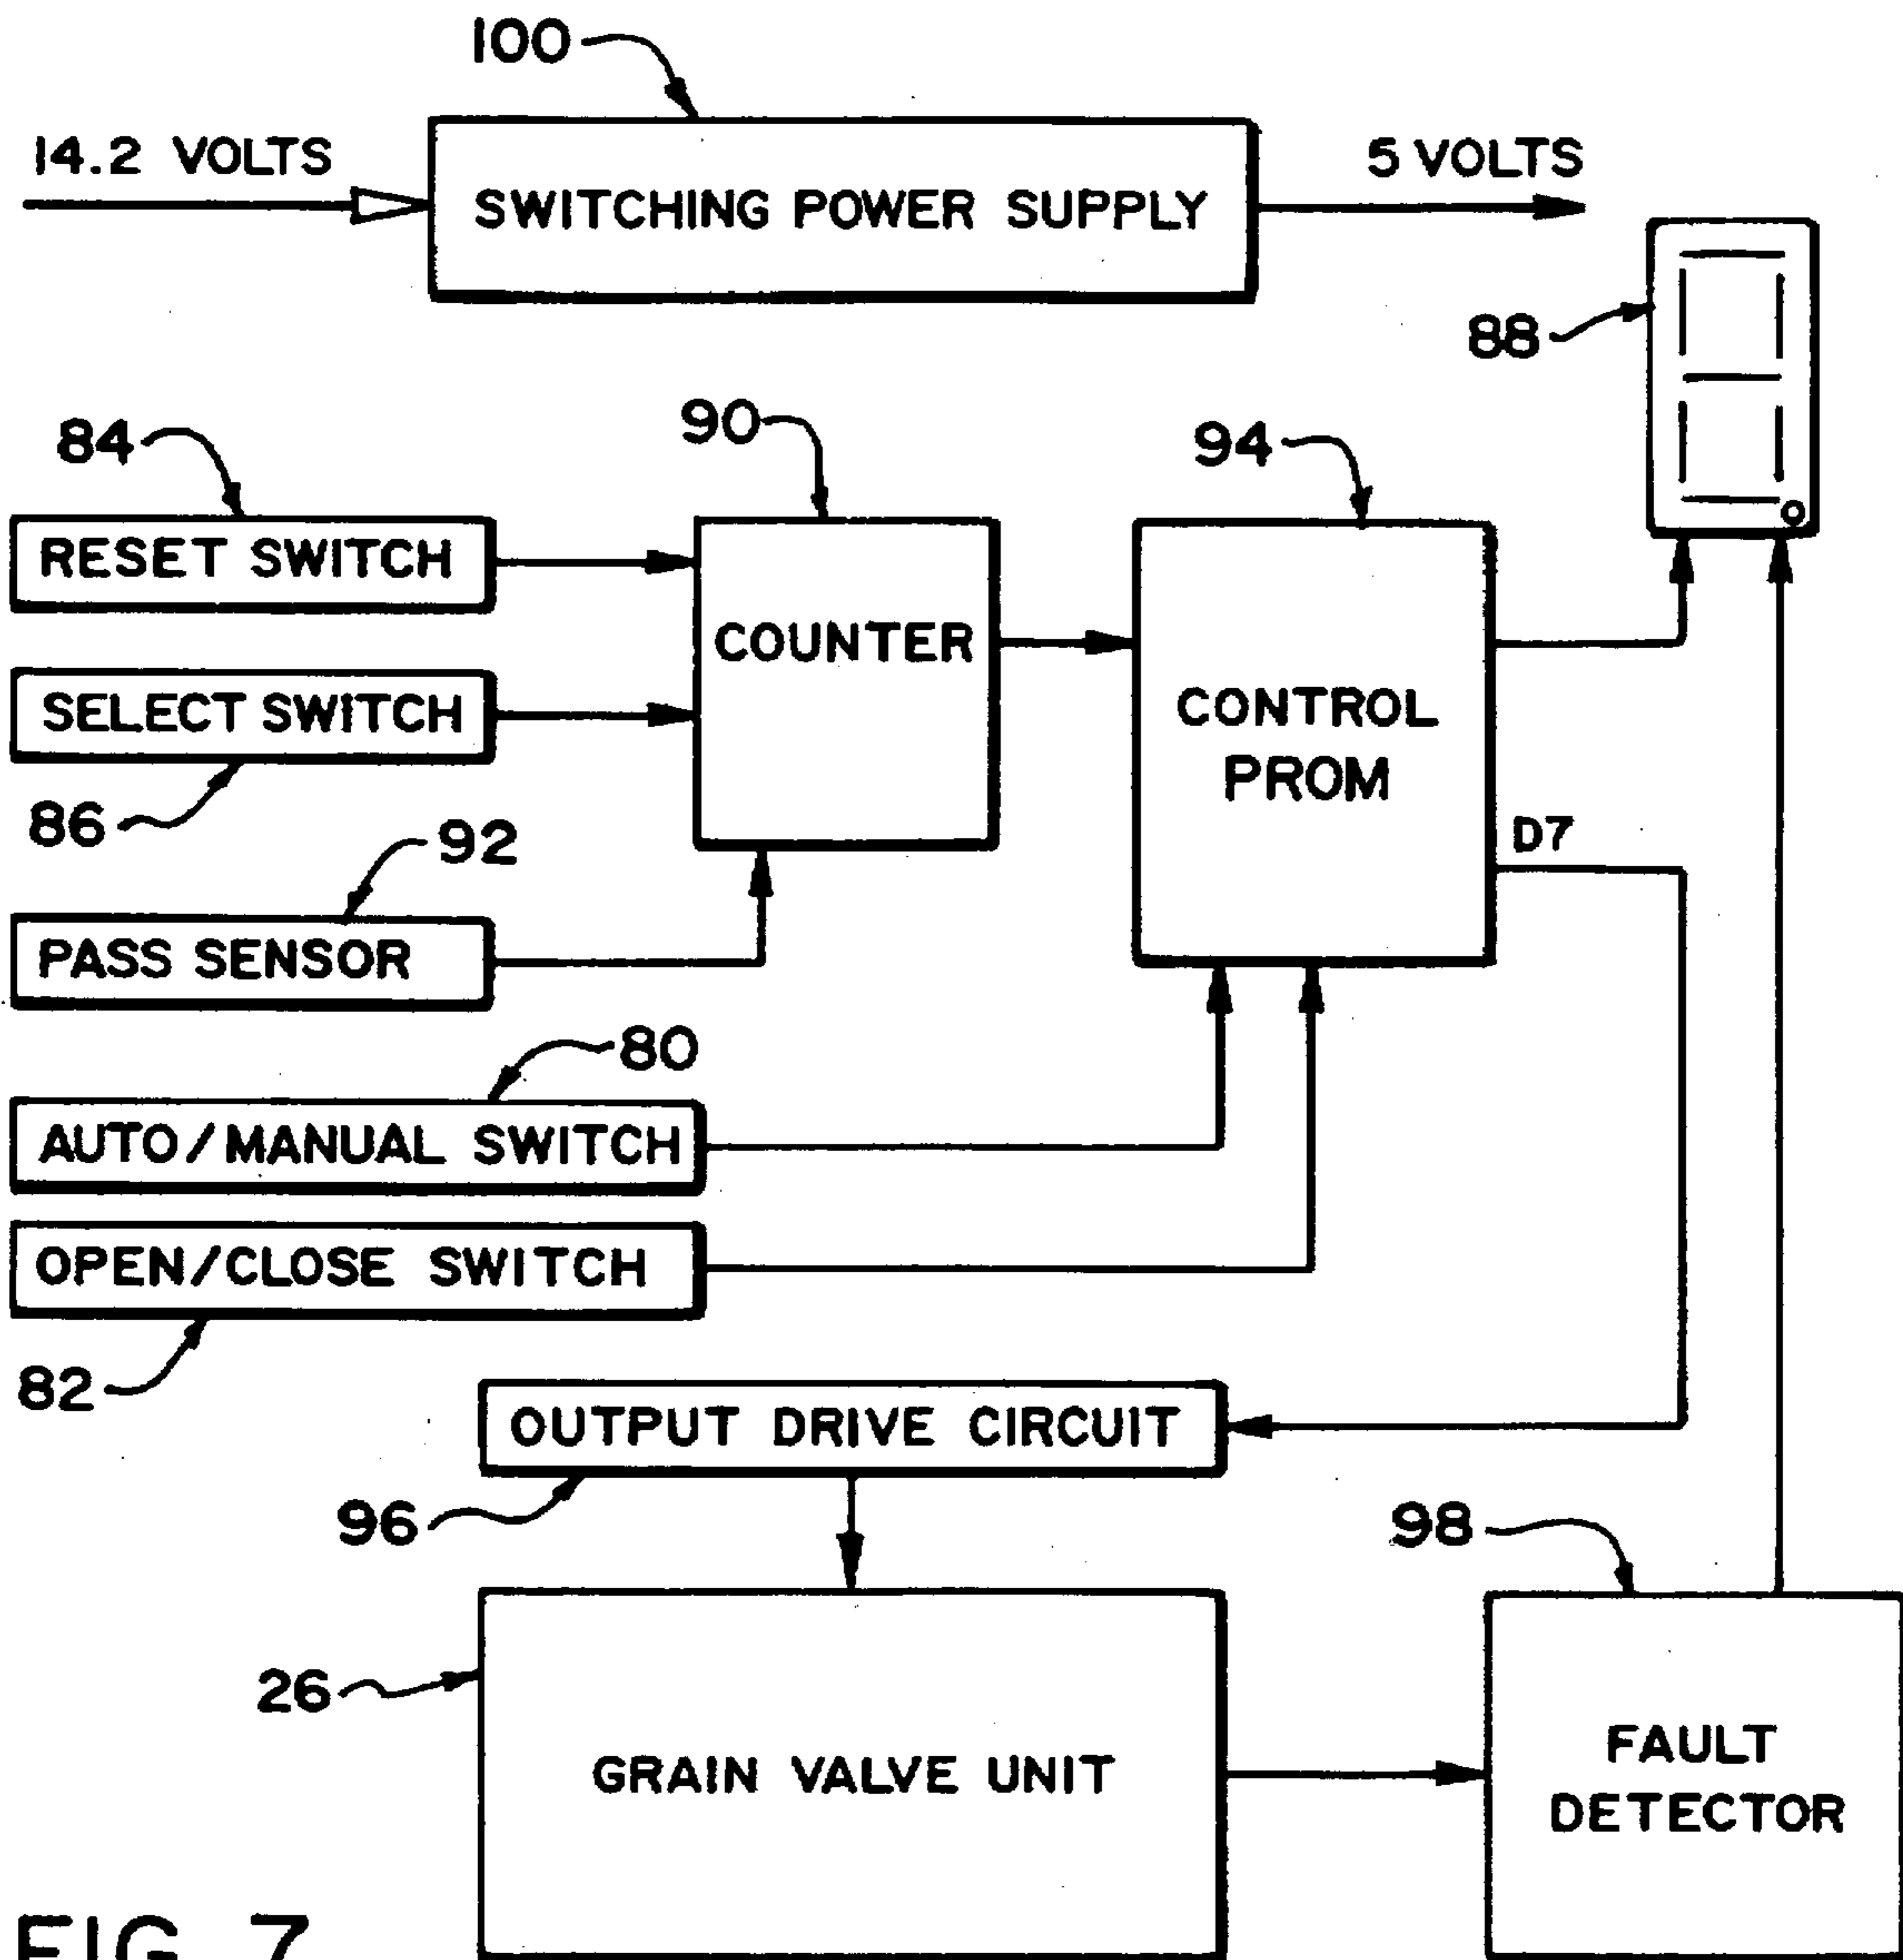 100
14.2 VOLTS
5 VOLTS
SWITCHING POWER SUPPLY
88
84
90
94
RESET SWITCH
COUNTER
SELECT SWITCH
CONTROL
PROM
86
92
D7
PASS SENSOR
80
AUTO/MANUAL SWITCH
OPEN/CLOSE SWITCH
82
OUTPUT DRIVE CIRCUIT
96
98
26
GRAIN VALVE UNIT
FAULT
DETECTOR
FIG. 7